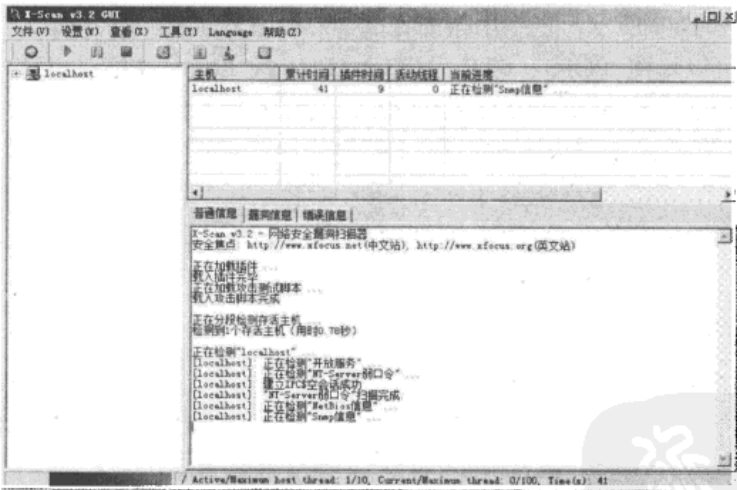 X-Scan v3.2 GUI
文件(V) 设置(W) 查看(X) 工具(Y) Language 帮助(Z)
localhost
主机 累计时间 插件时间 活动线程 当前进度
localhost 41 9 0 正在检测"Snmp信息" ...
普通信息 漏洞信息 错误信息
X-Scan v3.2 - 网络安全漏洞扫描器
安全焦点: http://www.xfocus.net(中文站), http://www.xfocus.org(英文站)
正在加载插件 ...
载入插件完毕
正在加载攻击测试脚本 ...
载入攻击脚本完成
正在分段检测存活主机 ...
检测到1个存活主机 (用时0.78秒)
正在检测"localhost" ...
[localhost]: 正在检测"开放服务" ...
[localhost]: 正在检测"NT-Server弱口令" ...
[localhost]: 建立IPC$空会话成功
[localhost]: "NT-Server弱口令"扫描完成
[localhost]: 正在检测"NetBios信息" ...
[localhost]: 正在检测"Snmp信息" ...
Active/Maximum host thread: 1/10, Current/Maximum thread: 0/100, Time(s): 41